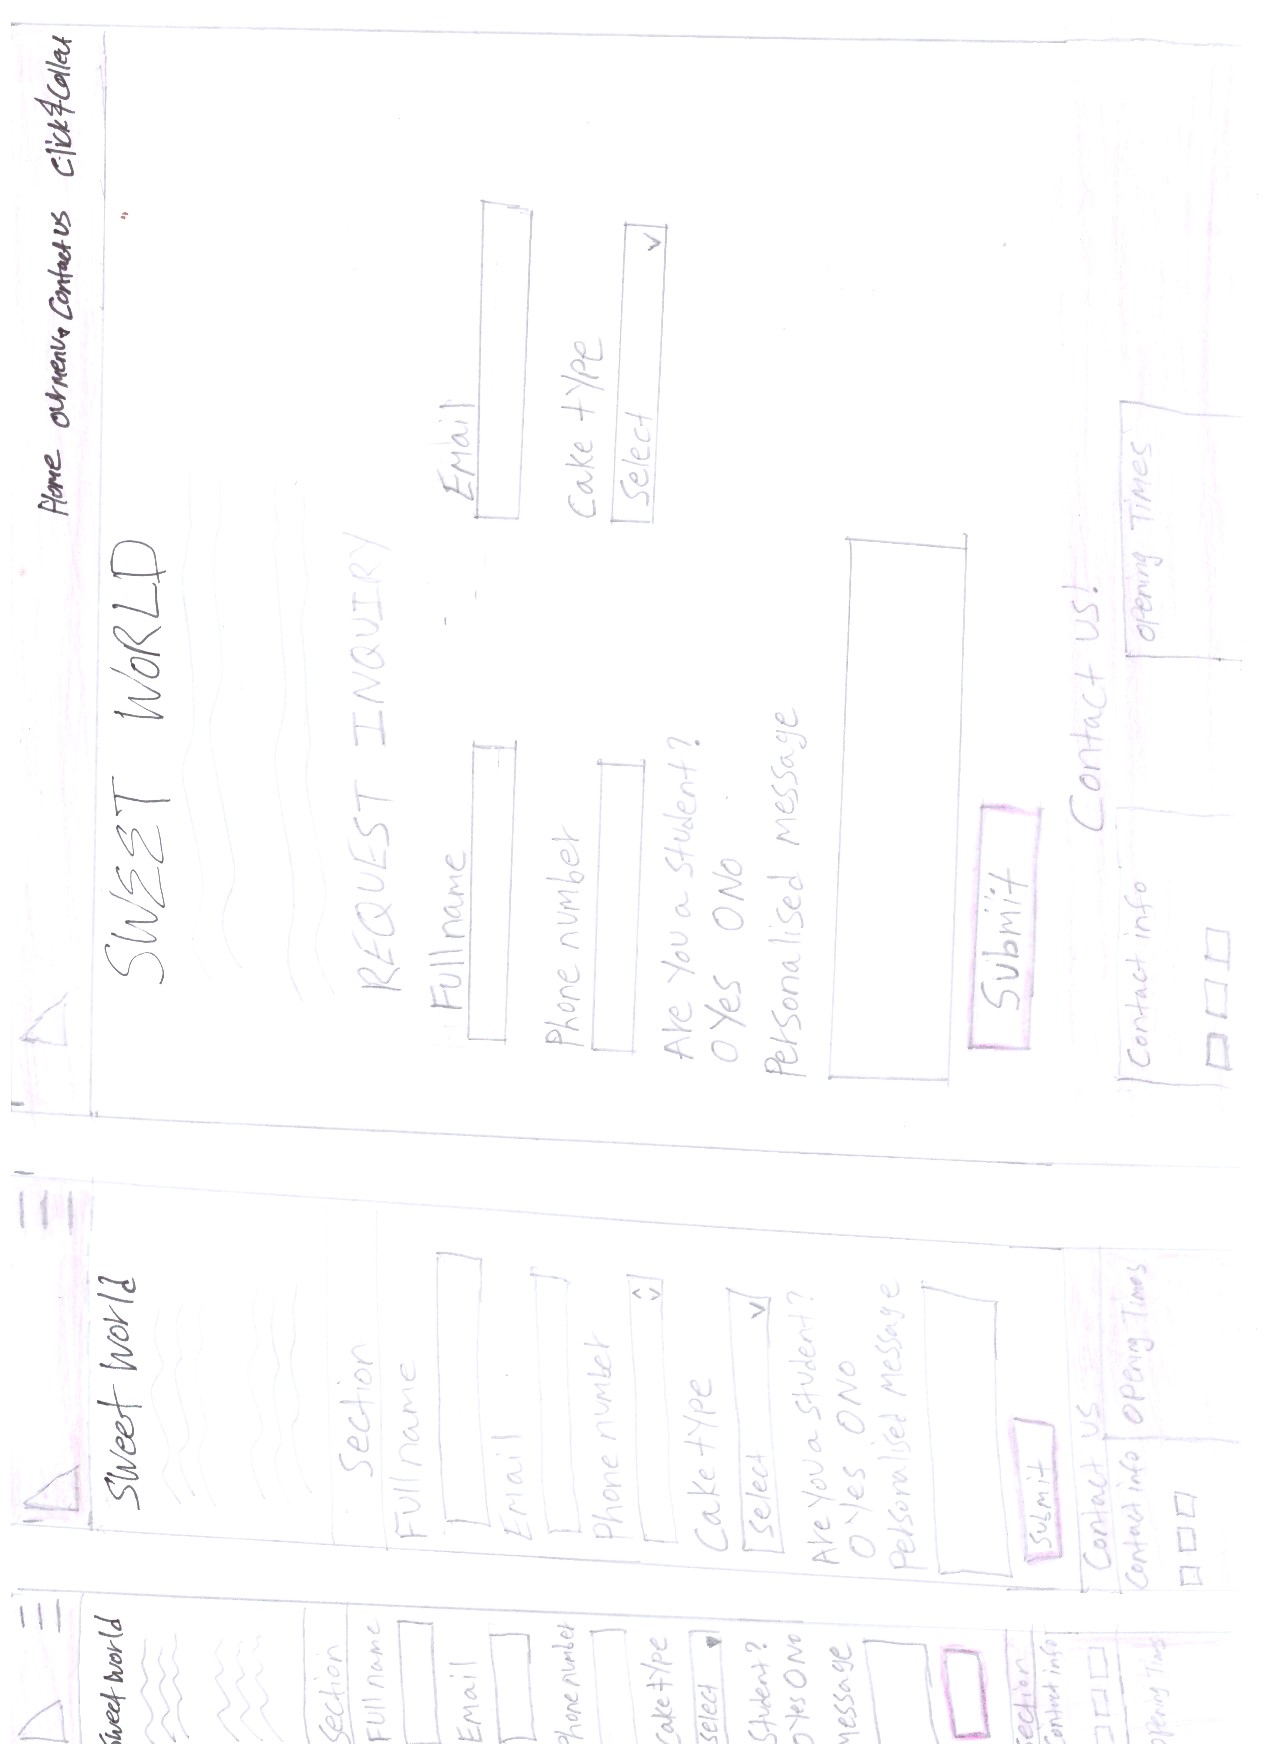 Sweet World
Section
Full name
Email
Phone number
Cake type
Select
Student?
Yes O No
Message
Section
Contact info
Opening Times
Sweet World
Section
Full name
Email
Phone number
Cake type
Select
Are you a student?
O Yes O No
Personalised message
Submit
Contact us
Contact info
Opening Times
Home Our menu Contact us Click & Collect
SWEET WORLD
REQUEST INQUIRY
Full name
Email
Phone number
Cake type
Select
Are you a student?
O Yes O No
Personalised message
Submit
Contact us!
Contact info
Opening Times